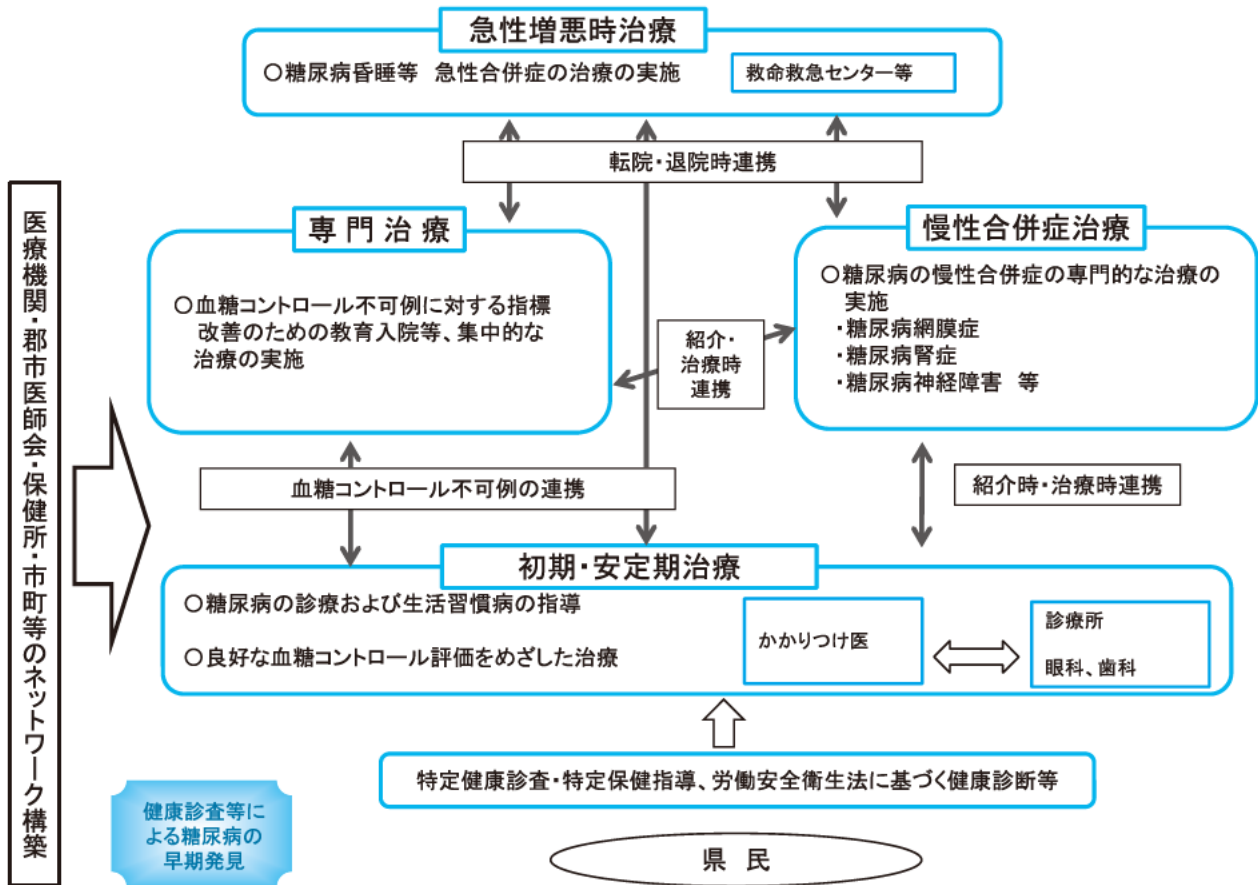 急性増悪時治療
○糖尿病昏睡等 急性合併症の治療の実施
救命救急センター等
転院・退院時連携
医療機関・郡市医師会・保健所・市町等のネットワーク構築
専門治療
○血糖コントロール不可例に対する指標
改善のための教育入院等、集中的な
治療の実施
慢性合併症治療
○糖尿病の慢性合併症の専門的な治療の
実施
・糖尿病網膜症
・糖尿病腎症
・糖尿病神経障害 等
紹介・
治療時
連携
血糖コントロール不可例の連携
紹介時・治療時連携
初期・安定期治療
○糖尿病の診療および生活習慣病の指導
○良好な血糖コントロール評価をめざした治療
かかりつけ医
診療所
眼科、歯科
特定健康診査・特定保健指導、労働安全衛生法に基づく健康診断等
健康診査等に
よる糖尿病の
早期発見
県民